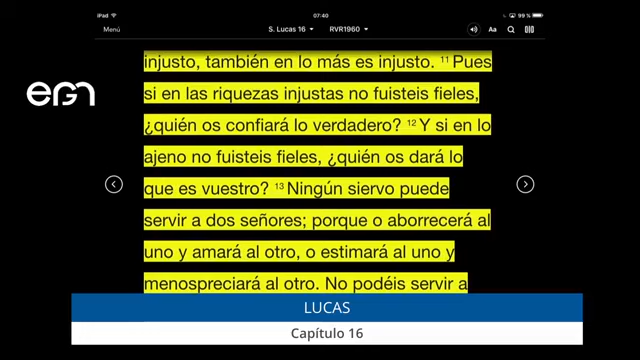 iPad 07:40 99 %
Menú S. Lucas 16 RVR1960 Aa
egn
injusto, también en lo más es injusto. 11 Pues
si en las riquezas injustas no fuisteis fieles,
¿quién os confiará lo verdadero? 12 Y si en lo
ajeno no fuisteis fieles, ¿quién os dará lo
que es vuestro? 13 Ningún siervo puede
servir a dos señores; porque o aborrecerá al
uno y amará al otro, o estimará al uno y
menospreciará al otro. No podéis servir a
LUCAS
Capítulo 16